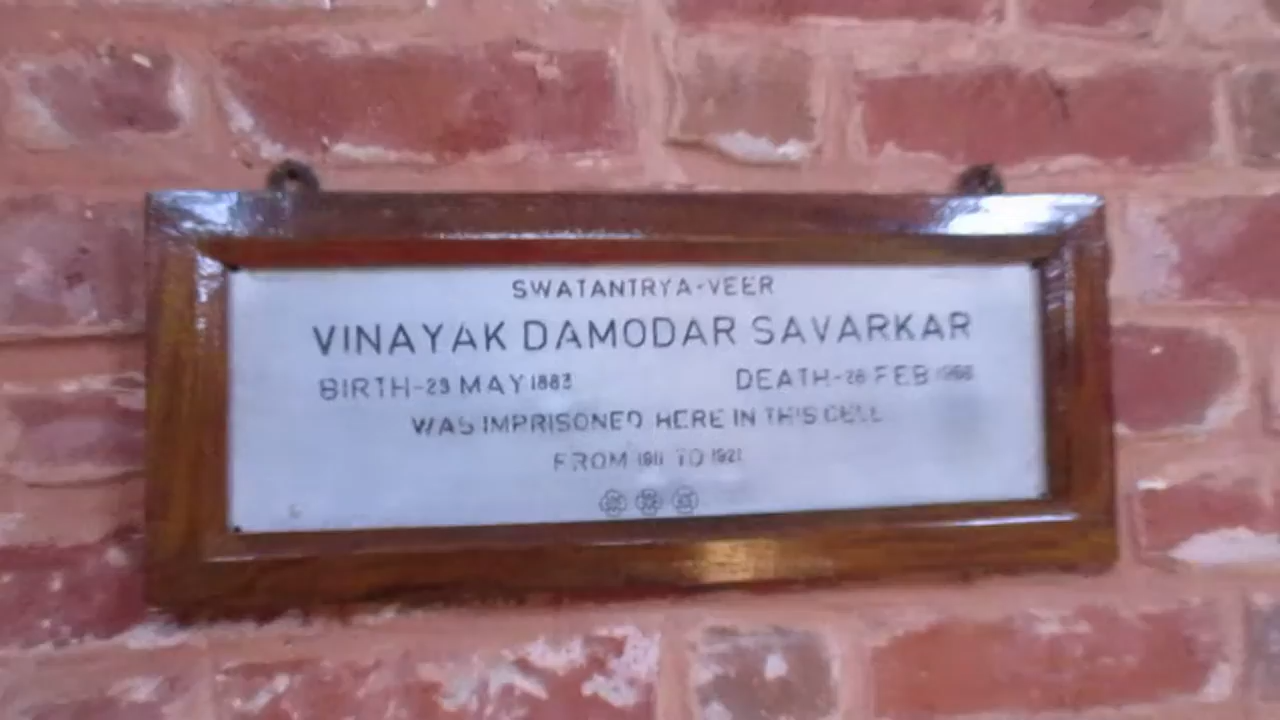 SWATANTRYA-VEER
VINAYAK DAMODAR SAVARKAR
BIRTH-29 MAY 1883 DEATH-26 FEB 1966
WAS IMPRISONED HERE IN THIS CELL
FROM 1911 TO 1921